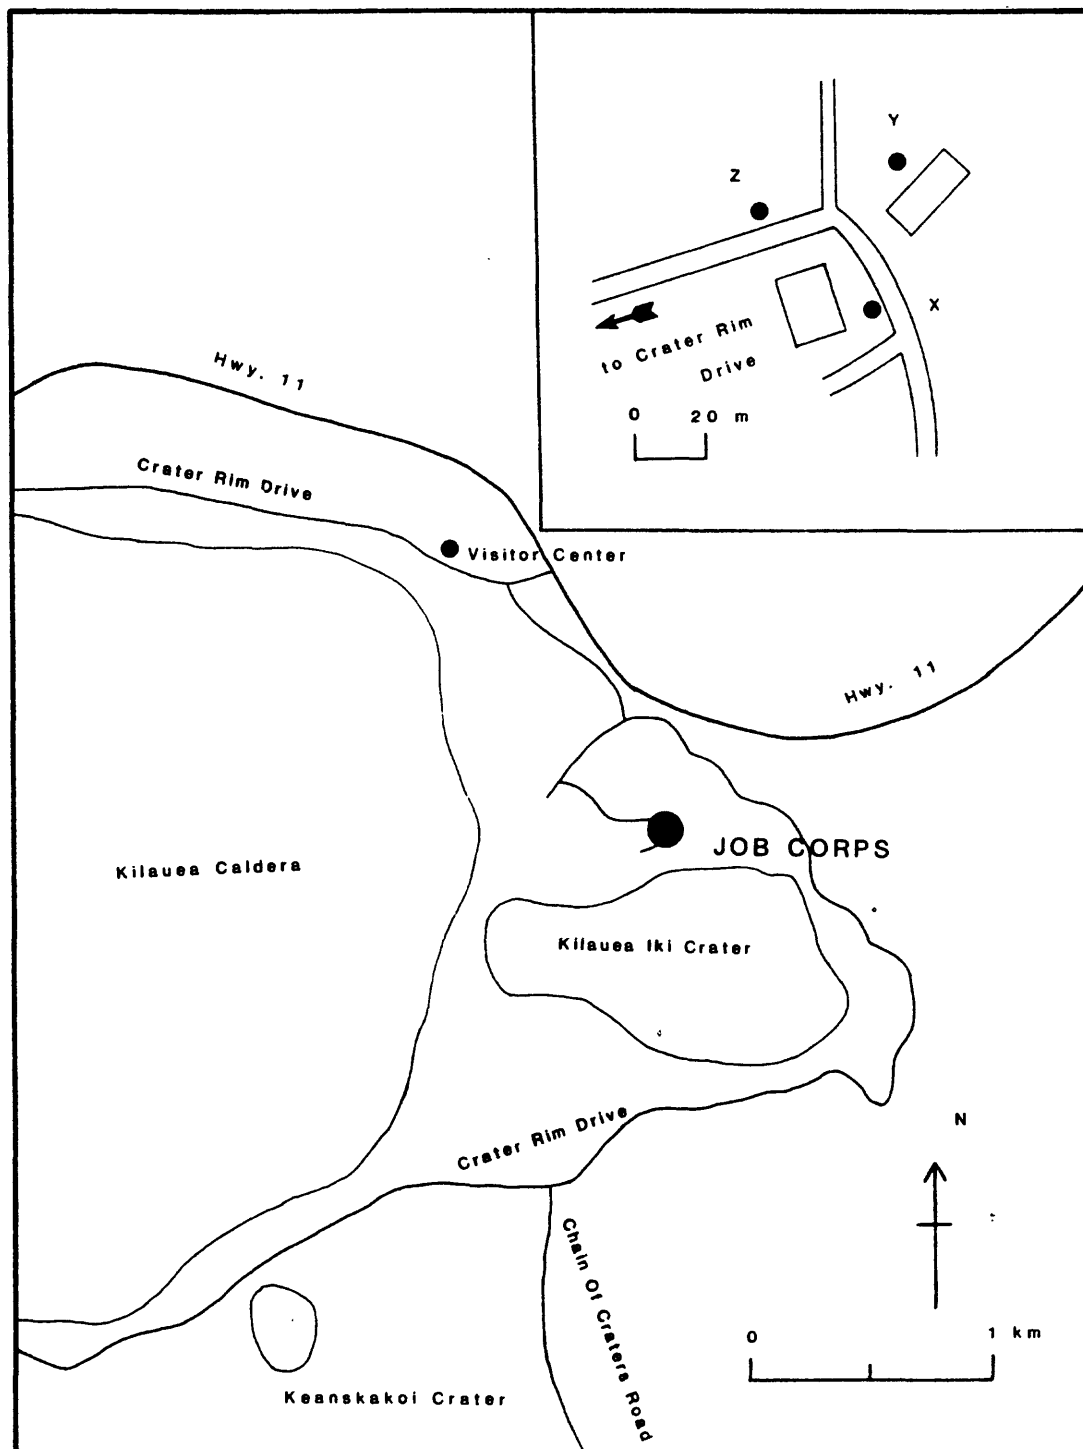 Y
Z
X
to Crater Rim
Drive
0 20 m
Hwy. 11
Crater Rim Drive
Visitor Center
Hwy. 11
JOB CORPS
Kilauea Caldera
Kilauea Iki Crater
N
Crater Rim Drive
Chain Of Craters Road
0 1 km
Keanskakoi Crater